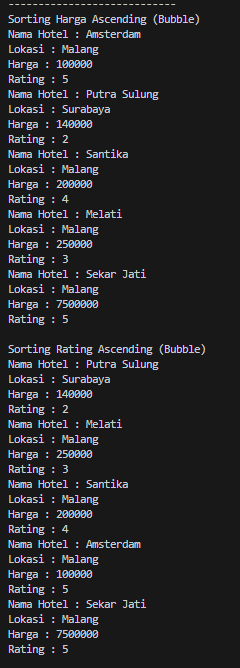 ----------------------------
Sorting Harga Ascending (Bubble)
Nama Hotel : Amsterdam
Lokasi : Malang
Harga : 100000
Rating : 5
Nama Hotel : Putra Sulung
Lokasi : Surabaya
Harga : 140000
Rating : 2
Nama Hotel : Santika
Lokasi : Malang
Harga : 200000
Rating : 4
Nama Hotel : Melati
Lokasi : Malang
Harga : 250000
Rating : 3
Nama Hotel : Sekar Jati
Lokasi : Malang
Harga : 7500000
Rating : 5

Sorting Rating Ascending (Bubble)
Nama Hotel : Putra Sulung
Lokasi : Surabaya
Harga : 140000
Rating : 2
Nama Hotel : Melati
Lokasi : Malang
Harga : 250000
Rating : 3
Nama Hotel : Santika
Lokasi : Malang
Harga : 200000
Rating : 4
Nama Hotel : Amsterdam
Lokasi : Malang
Harga : 100000
Rating : 5
Nama Hotel : Sekar Jati
Lokasi : Malang
Harga : 7500000
Rating : 5